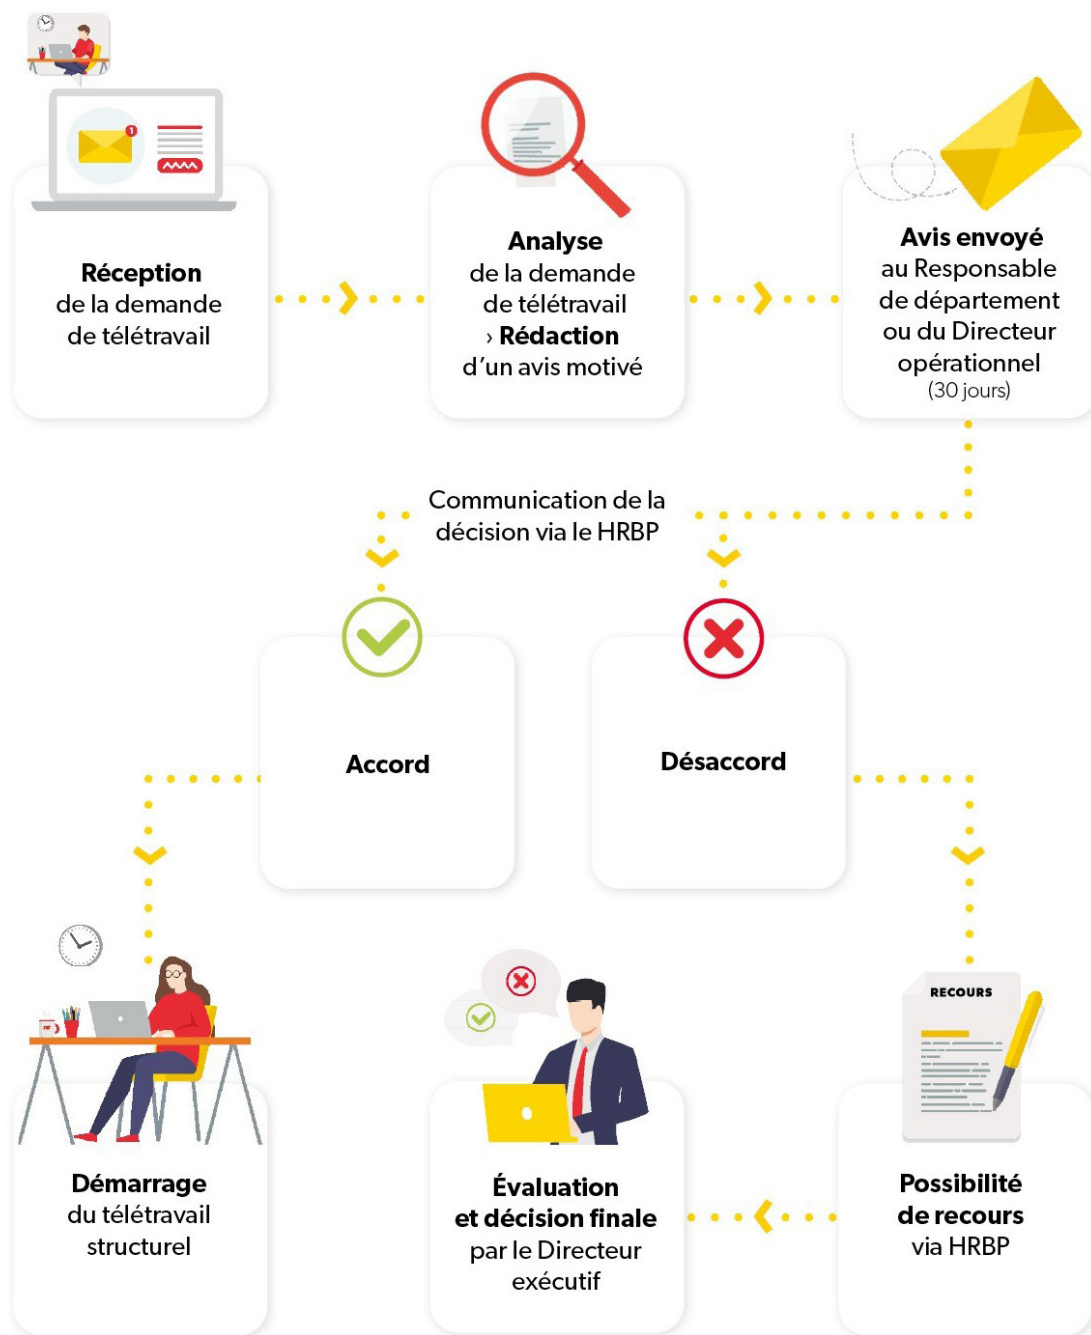 Réception
de la demande
de télétravail
Analyse
de la demande
de télétravail
› Rédaction
d’un avis motivé
Avis envoyé
au Responsable
de département
ou du Directeur
opérationnel
(30 jours)
Communication de la
décision via le HRBP
Accord
Désaccord
Démarrage
du télétravail
structurel
Évaluation
et décision finale
par le Directeur
exécutif
RECOURS
Possibilité
de recours
via HRBP